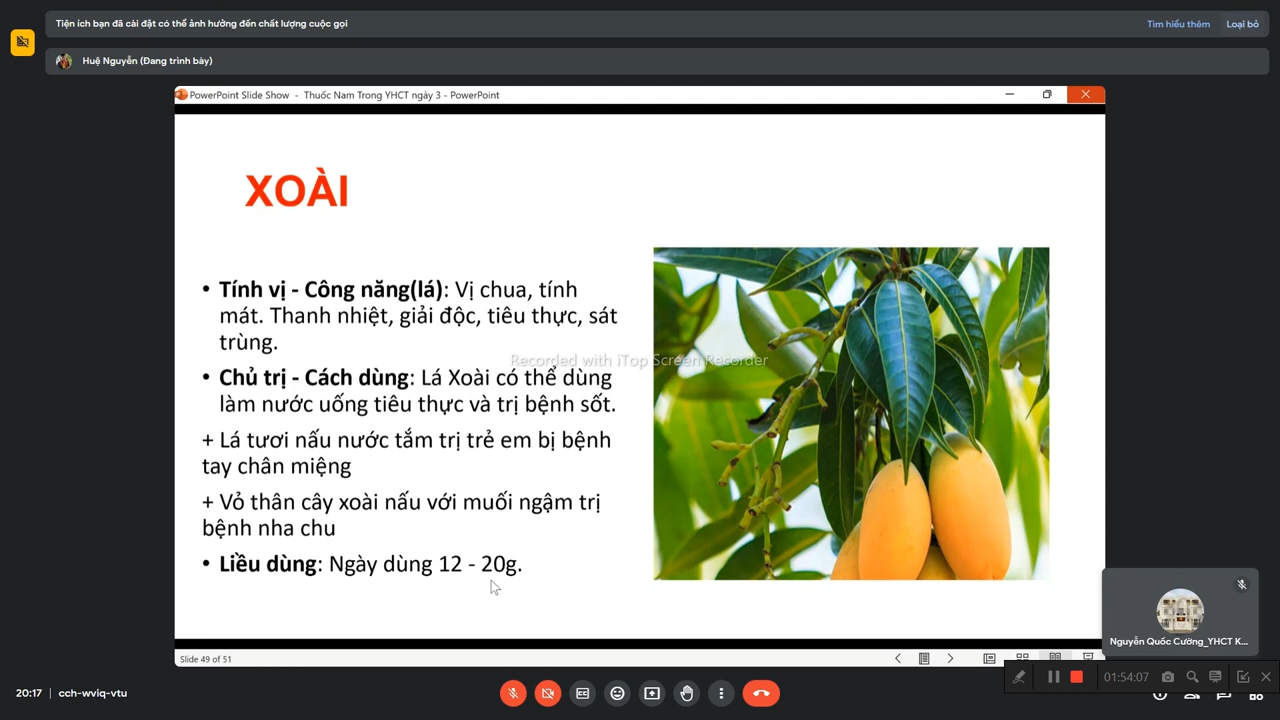 Tiện ích bạn đã cài đặt có thể ảnh hưởng đến chất lượng cuộc gọi
Tìm hiểu thêm
Loại bỏ
Huệ Nguyễn (Đang trình bày)
PowerPoint Slide Show - Thuốc Nam Trong YHCT ngày 3 - PowerPoint
XOÀI
• Tính vị - Công năng(lá): Vị chua, tính
mát. Thanh nhiệt, giải độc, tiêu thực, sát
trùng.
Recorded with iTop Screen Recorder
• Chủ trị - Cách dùng: Lá Xoài có thể dùng
làm nước uống tiêu thực và trị bệnh sốt.
+ Lá tươi nấu nước tắm trị trẻ em bị bệnh
tay chân miệng
+ Vỏ thân cây xoài nấu với muối ngậm trị
bệnh nha chu
• Liều dùng: Ngày dùng 12 - 20g.
Nguyễn Quốc Cường_YHCT K...
Slide 49 of 51
01:54:07
20:17 | cch-wviq-vtu